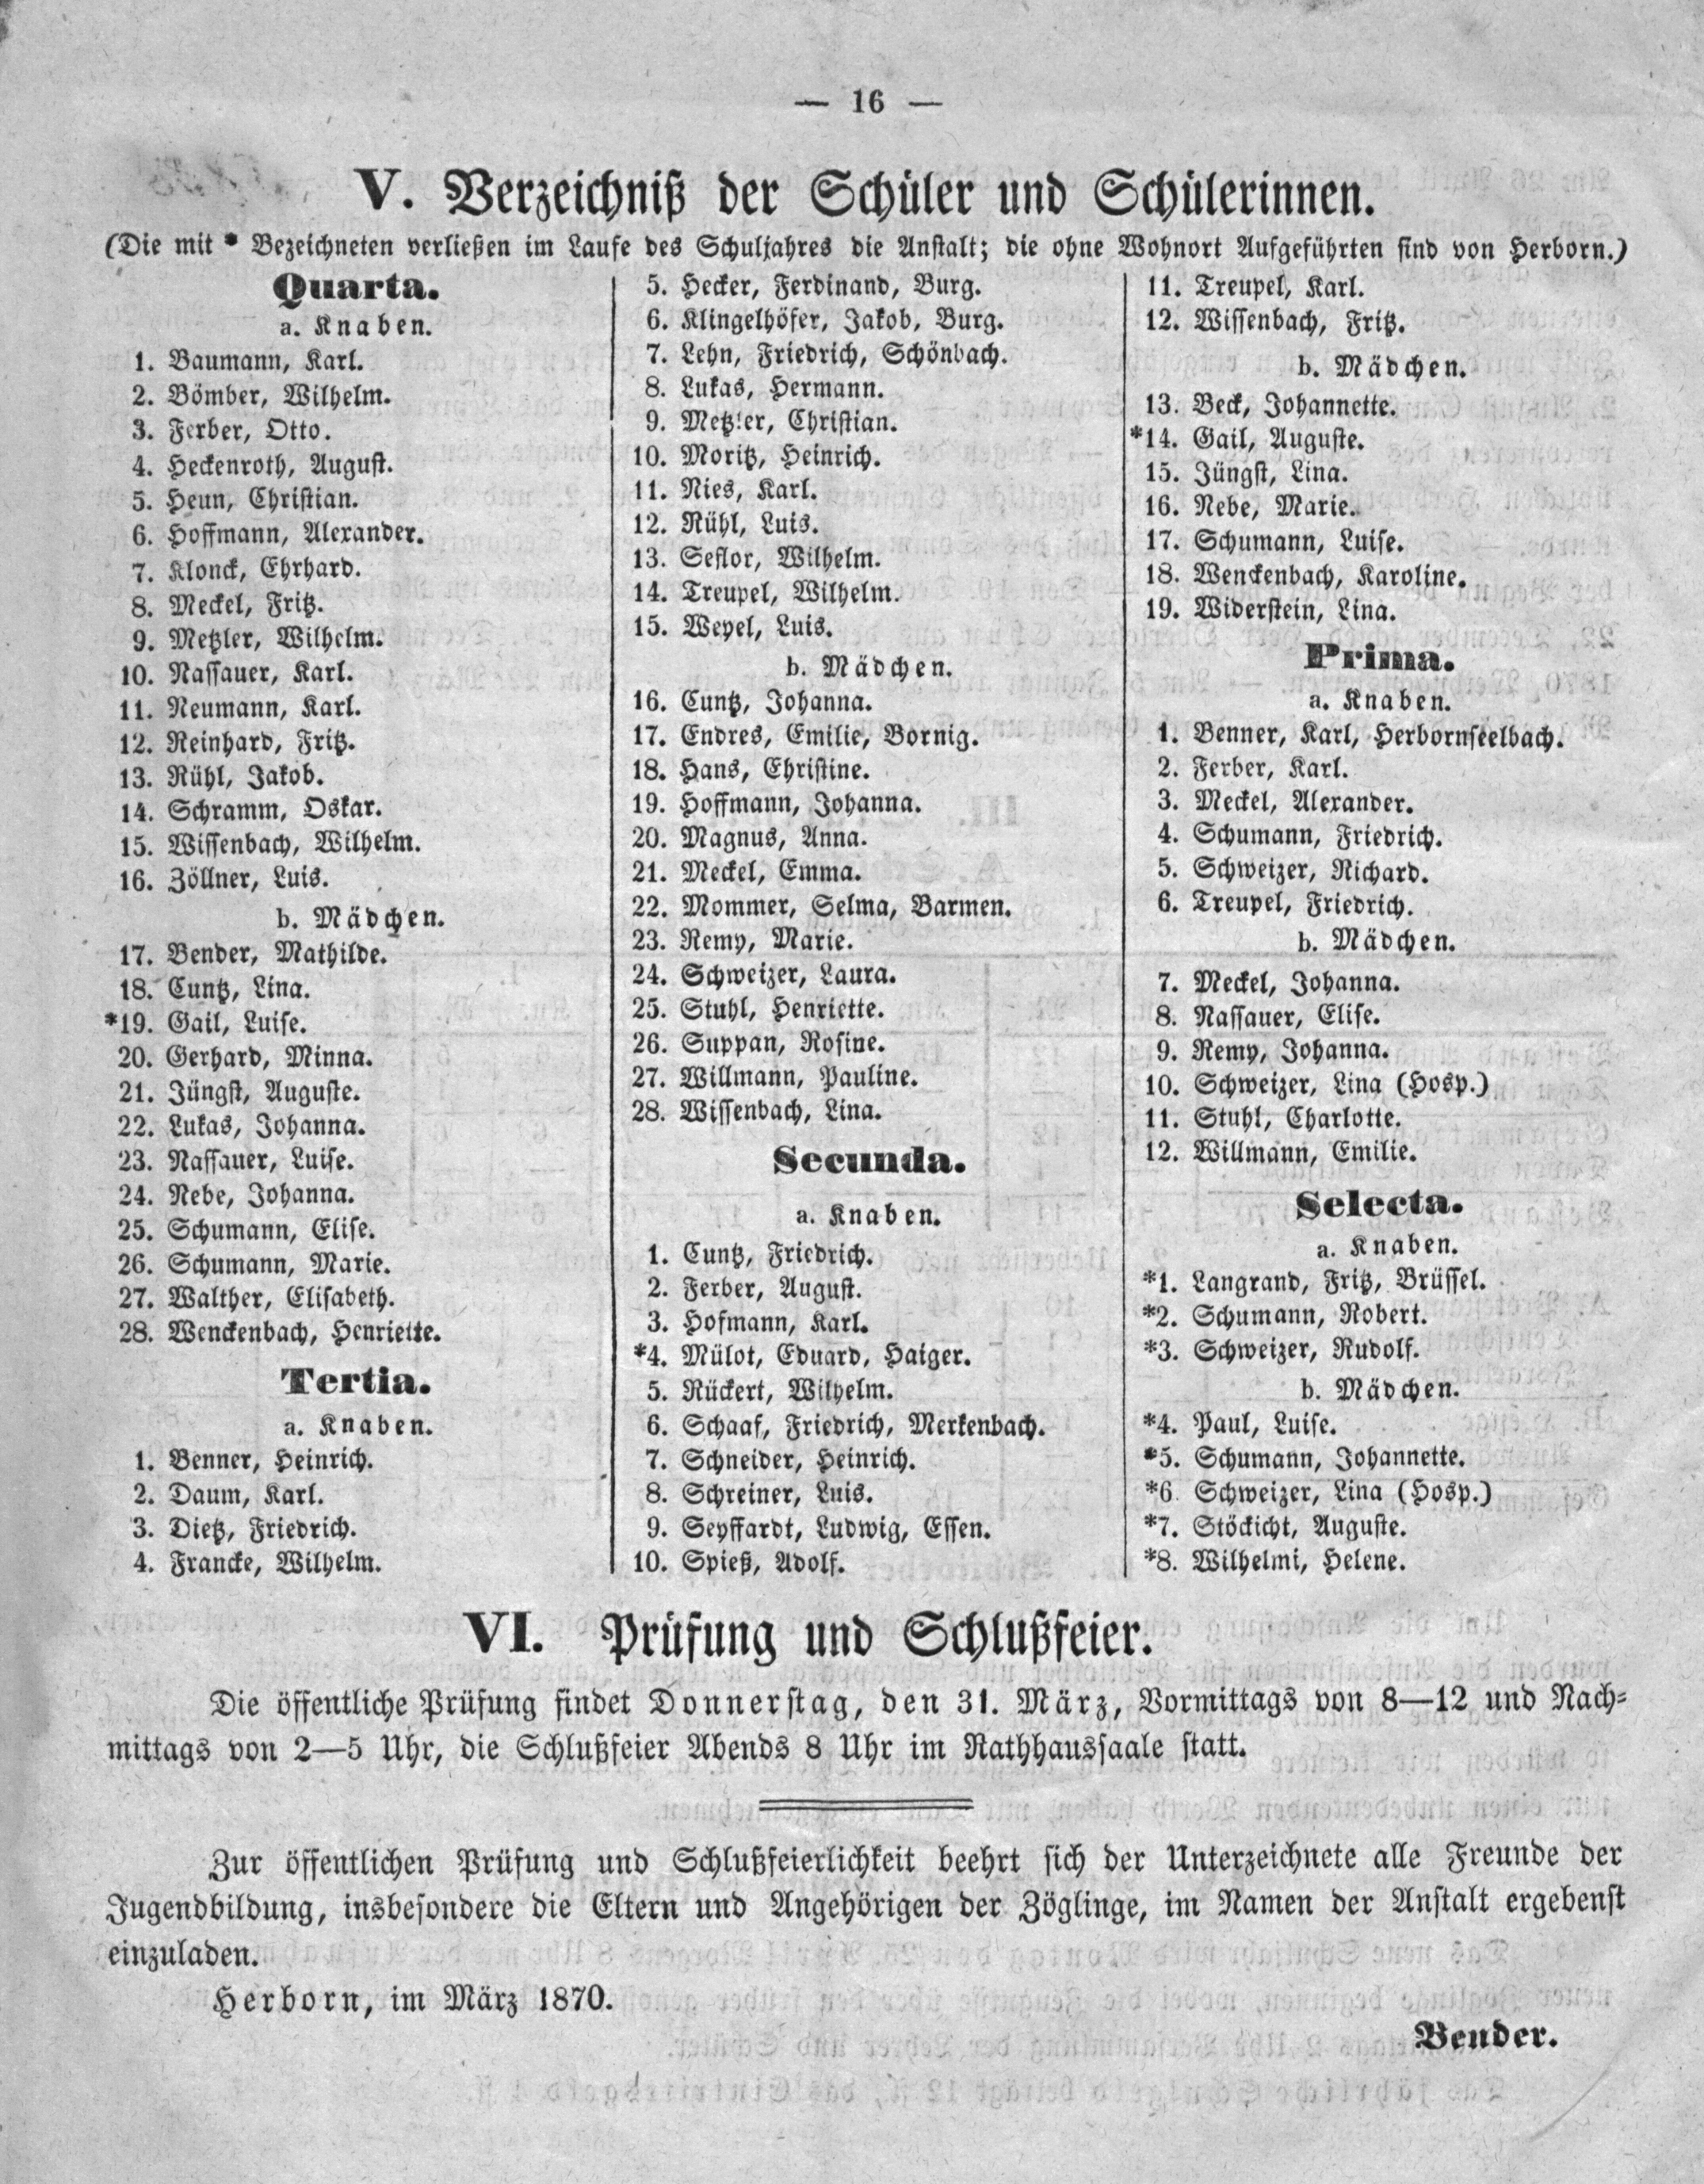 — 16 —
V. Verzeichniß der Schüler und Schülerinnen.
(Die mit * Bezeichneten verließen im Laufe des Schuljahres die Anstalt; die ohne Wohnort Aufgeführten sind von Herborn.)
Quarta.
a. Knaben.
1. Baumann, Karl.
2. Bömber, Wilhelm.
3. Ferber, Otto.
4. Heckenroth, August.
5. Heun, Christian.
6. Hoffmann, Alexander.
7. Klonck, Ehrhard.
8. Meckel, Fritz.
9. Metzler, Wilhelm.
10. Nassauer, Karl.
11. Neumann, Karl.
12. Reinhard, Fritz.
13. Rühl, Jakob.
14. Schramm, Oskar.
15. Wissenbach, Wilhelm.
16. Zöllner, Luis.
b. Mädchen.
17. Bender, Mathilde.
18. Cuntz, Lina.
*19. Gail, Luise.
20. Gerhard, Minna.
21. Jüngst, Auguste.
22. Lukas, Johanna.
23. Nassauer, Luise.
24. Nebe, Johanna.
25. Schumann, Elise.
26. Schumann, Marie.
27. Walther, Elisabeth.
28. Wenckenbach, Henriette.
Tertia.
a. Knaben.
1. Benner, Heinrich.
2. Daum, Karl.
3. Dietz, Friedrich.
4. Francke, Wilhelm.
5. Hecker, Ferdinand, Burg.
6. Klingelhöfer, Jakob, Burg.
7. Lehn, Friedrich, Schönbach.
8. Lukas, Hermann.
9. Metzler, Christian.
10. Moritz, Heinrich.
11. Nies, Karl.
12. Rühl, Luis.
13. Seflor, Wilhelm.
14. Treupel, Wilhelm.
15. Weyel, Luis.
b. Mädchen.
16. Cuntz, Johanna.
17. Endres, Emilie, Bornig.
18. Hans, Christine.
19. Hoffmann, Johanna.
20. Magnus, Anna.
21. Meckel, Emma.
22. Mommer, Selma, Barmen.
23. Remy, Marie.
24. Schweizer, Laura.
25. Stuhl, Henriette.
26. Suppan, Rosine.
27. Willmann, Pauline.
28. Wissenbach, Lina.
Secunda.
a. Knaben.
1. Cuntz, Friedrich.
2. Ferber, August.
3. Hofmann, Karl.
*4. Mülot, Eduard, Haiger.
5. Rückert, Wilhelm.
6. Schaaf, Friedrich, Merkenbach.
7. Schneider, Heinrich.
8. Schreiner, Luis.
9. Seyffardt, Ludwig, Essen.
10. Spieß, Adolf.
11. Treupel, Karl.
12. Wissenbach, Fritz.
b. Mädchen.
13. Beck, Johannette.
*14. Gail, Auguste.
15. Jüngst, Lina.
16. Nebe, Marie.
17. Schumann, Luise.
18. Wenckenbach, Karoline.
19. Widerstein, Lina.
Prima.
a. Knaben.
1. Benner, Karl, Herbornseelbach.
2. Ferber, Karl.
3. Meckel, Alexander.
4. Schumann, Friedrich.
5. Schweizer, Richard.
6. Treupel, Friedrich.
b. Mädchen.
7. Meckel, Johanna.
8. Nassauer, Elise.
9. Remy, Johanna.
10. Schweizer, Lina (Hosp.)
11. Stuhl, Charlotte.
12. Willmann, Emilie.
Selecta.
a. Knaben.
*1. Langrand, Fritz, Brüssel.
*2. Schumann, Robert.
*3. Schweizer, Rudolf.
b. Mädchen.
*4. Paul, Luise.
*5. Schumann, Johannette.
*6. Schweizer, Lina (Hosp.)
*7. Stöckicht, Auguste.
*8. Wilhelmi, Helene.
VI. Prüfung und Schlußfeier.
Die öffentliche Prüfung findet Donnerstag, den 31. März, Vormittags von 8—12 und Nach-
mittags von 2—5 Uhr, die Schlußfeier Abends 8 Uhr im Rathhaussaale statt.
Zur öffentlichen Prüfung und Schlußfeierlichkeit beehrt sich der Unterzeichnete alle Freunde der
Jugendbildung, insbesondere die Eltern und Angehörigen der Zöglinge, im Namen der Anstalt ergebenst
einzuladen.
Herborn, im März 1870.
Bender.